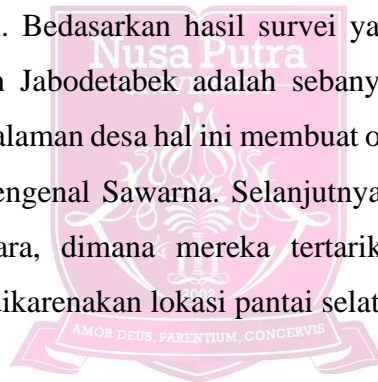 . Bedasarkan hasil survei ya
Nusa Putra
Jabodetabek adalah sebany
alaman desa hal ini membuat o
engenal Sawarna. Selanjutnya
ara, dimana mereka tertarik
dikarenakan lokasi pantai selat
AMOR DEUS, PARENTIUM, CONCERVIS